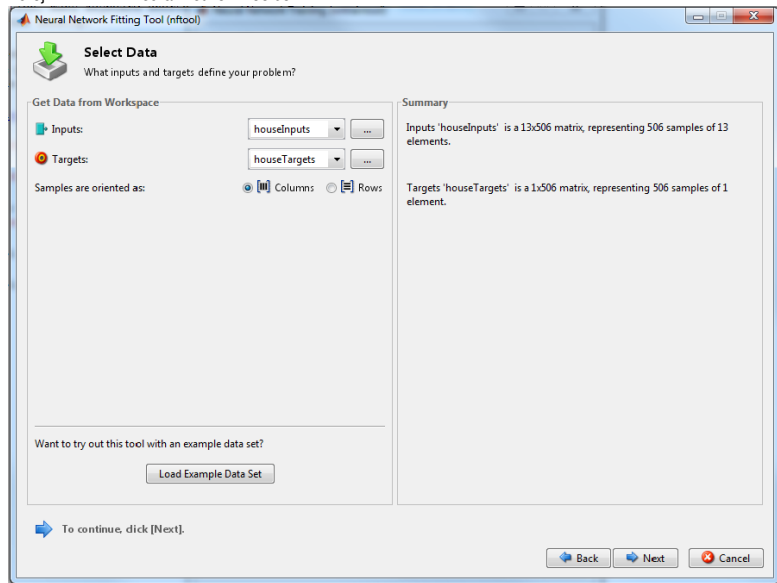 Neural Network Fitting Tool (nftool)
Select Data
What inputs and targets define your problem?
Get Data from Workspace
Inputs:
houseInputs
...
Targets:
houseTargets
...
Samples are oriented as:
Columns
Rows
Want to try out this tool with an example data set?
Load Example Data Set
Summary
Inputs 'houseInputs' is a 13x506 matrix, representing 506 samples of 13
elements.
Targets 'houseTargets' is a 1x506 matrix, representing 506 samples of 1
element.
To continue, click [Next].
Back
Next
Cancel